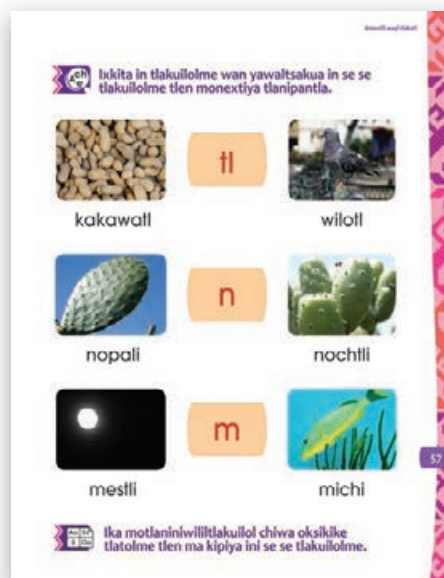 Ixkita in tlakuilolme wan yawaltsakua in se se
tlakuilolme tlen monextiya tlanipantla.
tl
kakawatl
wilotl
n
nopali
nochtli
m
mestli
michi
57
Ika motlaniniwililtlakuilol chiwa oksikike
tlatolme tlen ma kipiya ini se se tlakuilolme.